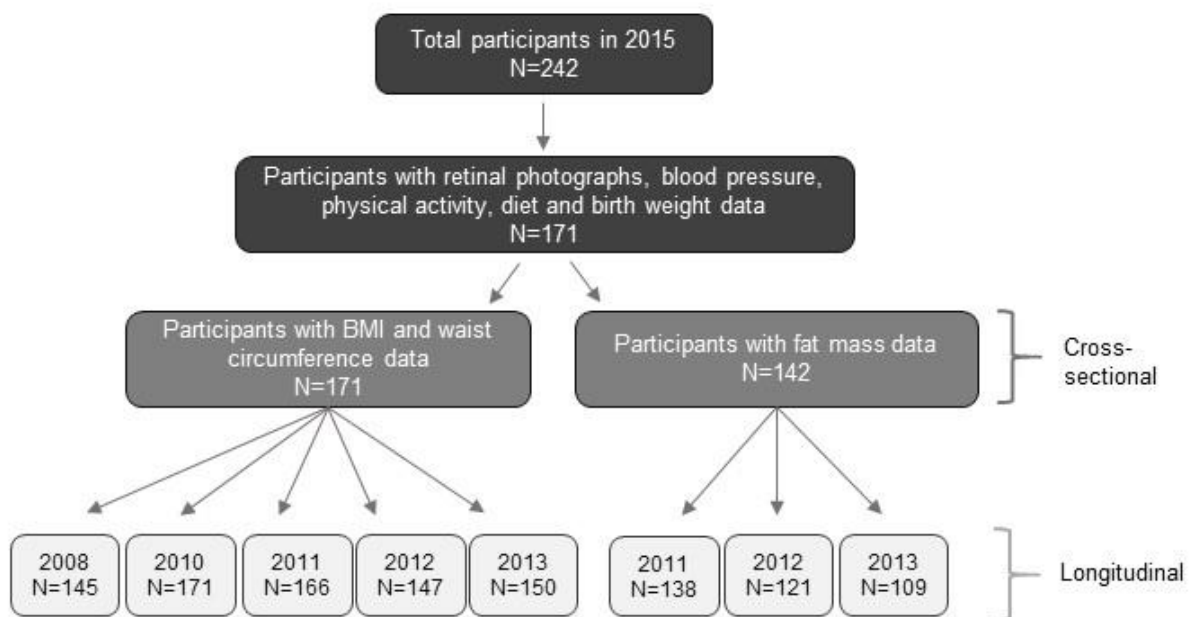 Total participants in 2015
N=242
Participants with retinal photographs, blood pressure,
physical activity, diet and birth weight data
N=171
Participants with BMI and waist
circumference data
N=171
Participants with fat mass data
N=142
Cross-
sectional
2008
N=145
2010
N=171
2011
N=166
2012
N=147
2013
N=150
2011
N=138
2012
N=121
2013
N=109
Longitudinal